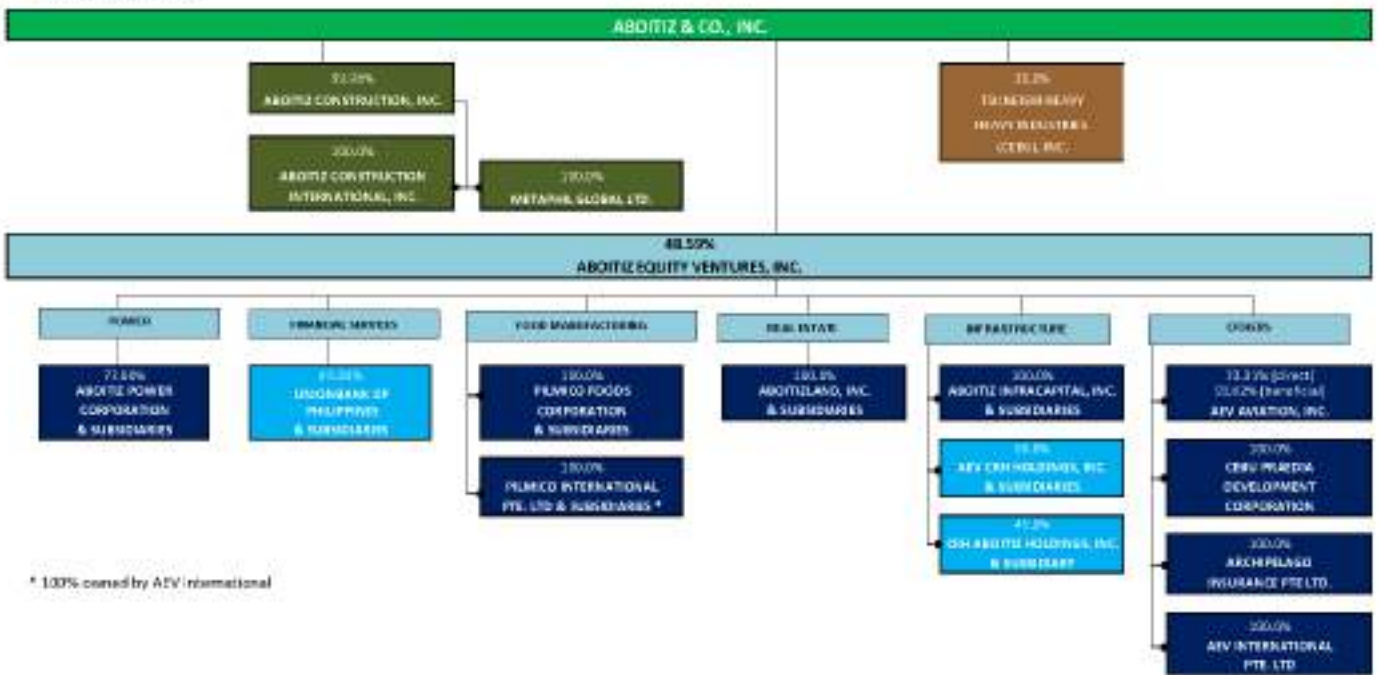 ABOITIZ & CO., INC.
ABOITIZ CONSTRUCTION, INC.
100.0%
ABOITIZ CONSTRUCTION
INTERNATIONAL, INC.
100.0%
METAPHIL GLOBAL LTD.
HEAVY INDUSTRIES
(CEBU), INC.
48.59%
ABOITIZ EQUITY VENTURES, INC.
POWER
ABOITIZ POWER
CORPORATION
& SUBSIDIARIES
FINANCIAL SERVICES
UNIONBANK OF
PHILIPPINES
& SUBSIDIARIES
FOOD MANUFACTURING
100.0%
PILMICO FOODS
CORPORATION
& SUBSIDIARIES
100.0%
PILMICO INTERNATIONAL
PTE. LTD & SUBSIDIARIES *
REAL ESTATE
100.0%
ABOITIZLAND, INC.
& SUBSIDIARIES
INFRASTRUCTURE
100.0%
ABOITIZ INFRACAPITAL, INC.
& SUBSIDIARIES
AEV CRH HOLDINGS, INC.
& SUBSIDIARIES
CRH ABOITIZ HOLDINGS, INC.
& SUBSIDIARY
OTHERS
(direct)
(beneficial)
AEV AVIATION, INC.
100.0%
CEBU PRAEDIA
DEVELOPMENT
CORPORATION
100.0%
ARCHIPELAGO
INSURANCE PTE LTD.
100.0%
AEV INTERNATIONAL
PTE. LTD
* 100% owned by AEV International